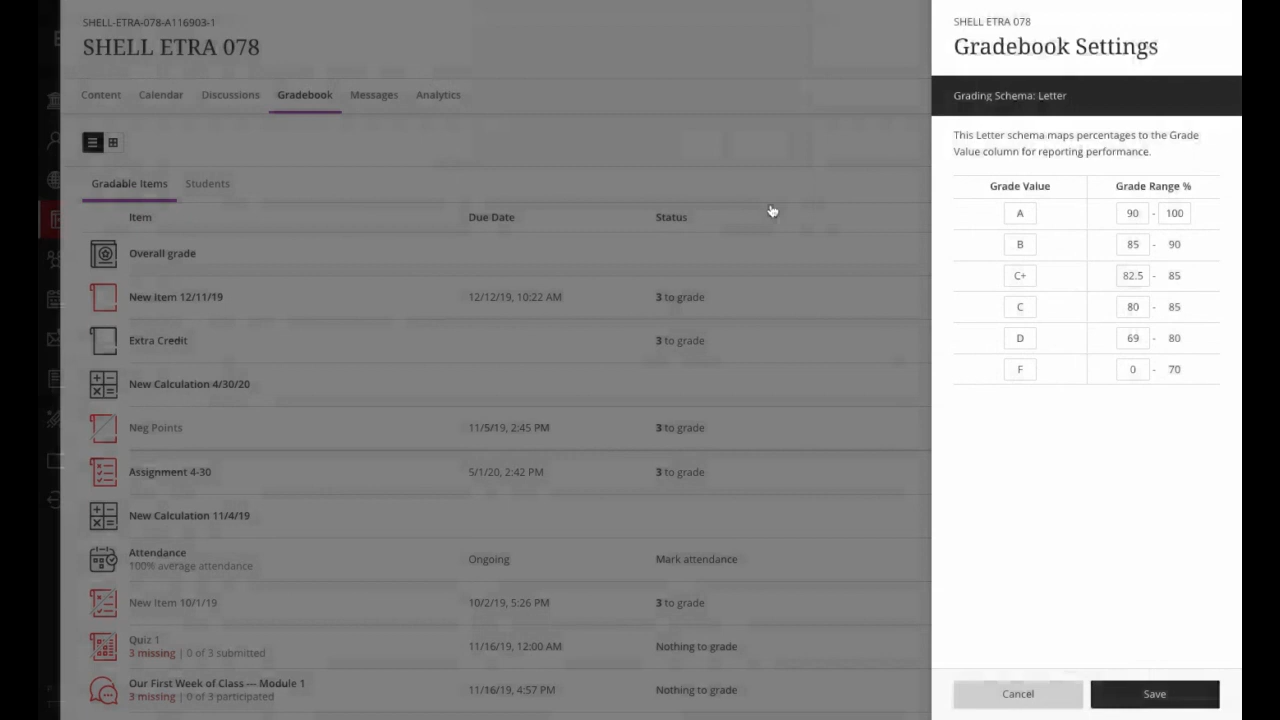 SHELL-ETRA-078-A116903-1
SHELL ETRA 078
Content Calendar Discussions Gradebook Messages Analytics
Gradable Items Students
Item Due Date Status
Overall grade
New Item 12/11/19 12/12/19, 10:22 AM 3 to grade
Extra Credit 3 to grade
New Calculation 4/30/20
Neg Points 11/5/19, 2:45 PM 3 to grade
Assignment 4-30 5/1/20, 2:42 PM 3 to grade
New Calculation 11/4/19
Attendance Ongoing Mark attendance
100% average attendance
New Item 10/1/19 10/2/19, 5:26 PM 3 to grade
Quiz 1 11/16/19, 12:00 AM Nothing to grade
3 missing | 0 of 3 submitted
Our First Week of Class --- Module 1 11/16/19, 4:57 PM Nothing to grade
3 missing | 0 of 3 participated
SHELL ETRA 078
Gradebook Settings
Grading Schema: Letter
This Letter schema maps percentages to the Grade
Value column for reporting performance.
Grade Value Grade Range %
A 90 - 100
B 85 - 90
C+ 82.5 - 85
C 80 - 85
D 69 - 80
F 0 - 70
Cancel Save